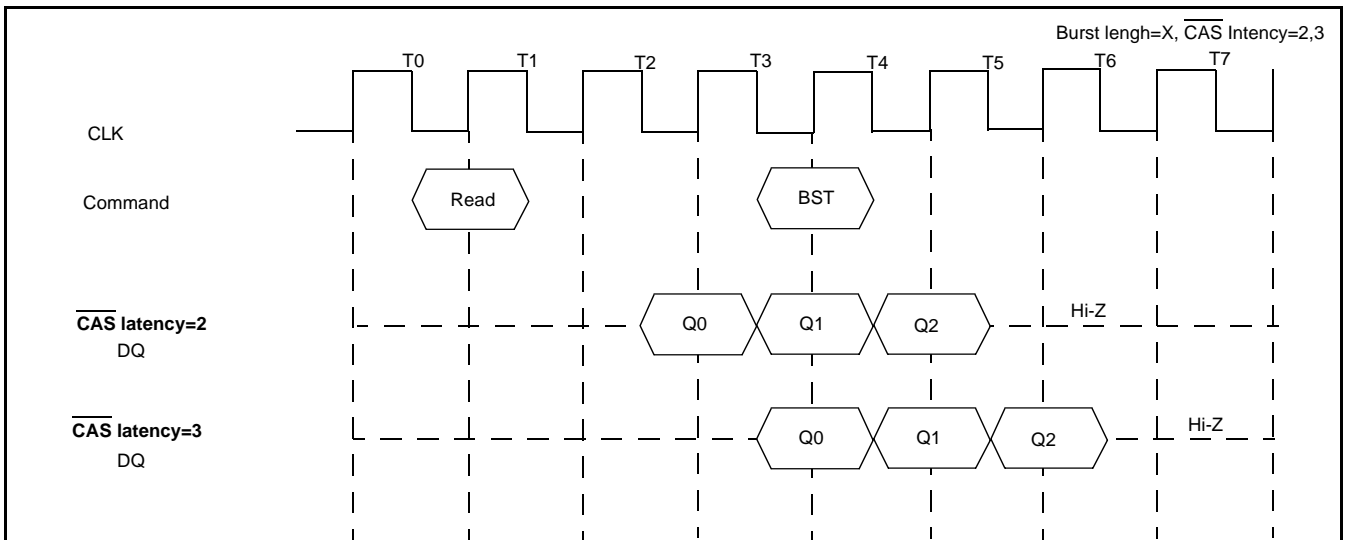 Burst lengh=X, CAS lntency=2,3
T0 T1 T2 T3 T4 T5 T6 T7
CLK
Command
Read
BST
CAS latency=2
DQ
Q0 Q1 Q2
Hi-Z
CAS latency=3
DQ
Q0 Q1 Q2
Hi-Z